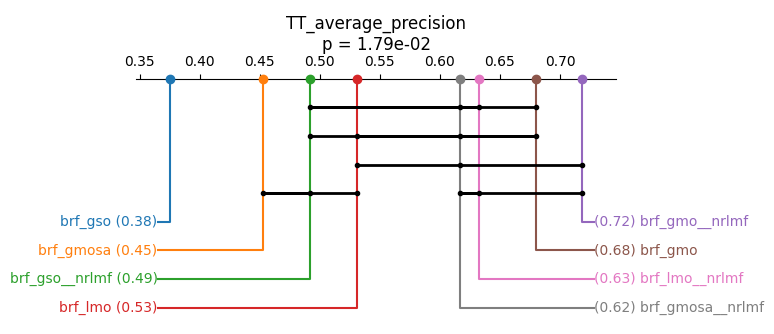 TT_average_precision
p = 1.79e-02
0.35 0.40 0.45 0.50 0.55 0.60 0.65 0.70
brf_gso (0.38) (0.72) brf_gmo__nrlmf
brf_gmosa (0.45) (0.68) brf_gmo
brf_gso__nrlmf (0.49) (0.63) brf_lmo__nrlmf
brf_lmo (0.53) (0.62) brf_gmosa__nrlmf